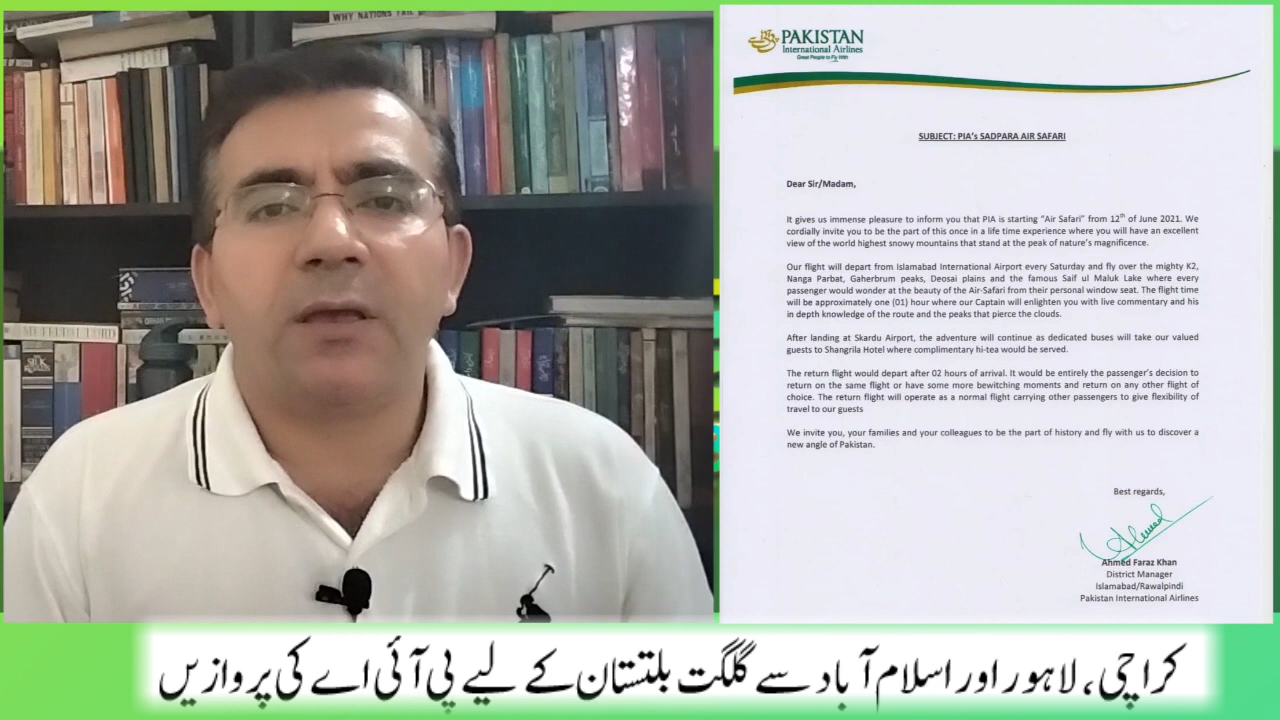 WHY NATIONS FAIL
PAKISTAN
International Airlines
Great People to Fly With
SUBJECT: PIA's SADPARA AIR SAFARI
Dear Sir/Madam,
It gives us immense pleasure to inform you that PIA is starting "Air Safari" from 12th of June 2021. We
cordially invite you to be the part of this once in a life time experience where you will have an excellent
view of the world highest snowy mountains that stand at the peak of nature's magnificence.
Our flight will depart from Islamabad International Airport every Saturday and fly over the mighty K2,
Nanga Parbat, Gaherbrum peaks, Deosai plains and the famous Saif ul Maluk Lake where every
passenger would wonder at the beauty of the Air-Safari from their personal window seat. The flight time
will be approximately one (01) hour where our Captain will enlighten you with live commentary and his
in depth knowledge of the route and the peaks that pierce the clouds.
After landing at Skardu Airport, the adventure will continue as dedicated buses will take our valued
guests to Shangrila Hotel where complimentary hi-tea would be served.
The return flight would depart after 02 hours of arrival. It would be entirely the passenger's decision to
return on the same flight or have some more bewitching moments and return on any other flight of
choice. The return flight will operate as a normal flight carrying other passengers to give flexibility of
travel to our guests
We invite you, your families and your colleagues to be the part of history and fly with us to discover a
new angle of Pakistan.
Best regards,
Ahmed Faraz Khan
District Manager
Islamabad/Rawalpindi
Pakistan International Airlines
کراچی، لاہور اور اسلام آباد سے گلگت بلتستان کے لیے پی آئی اے کی پروازیں